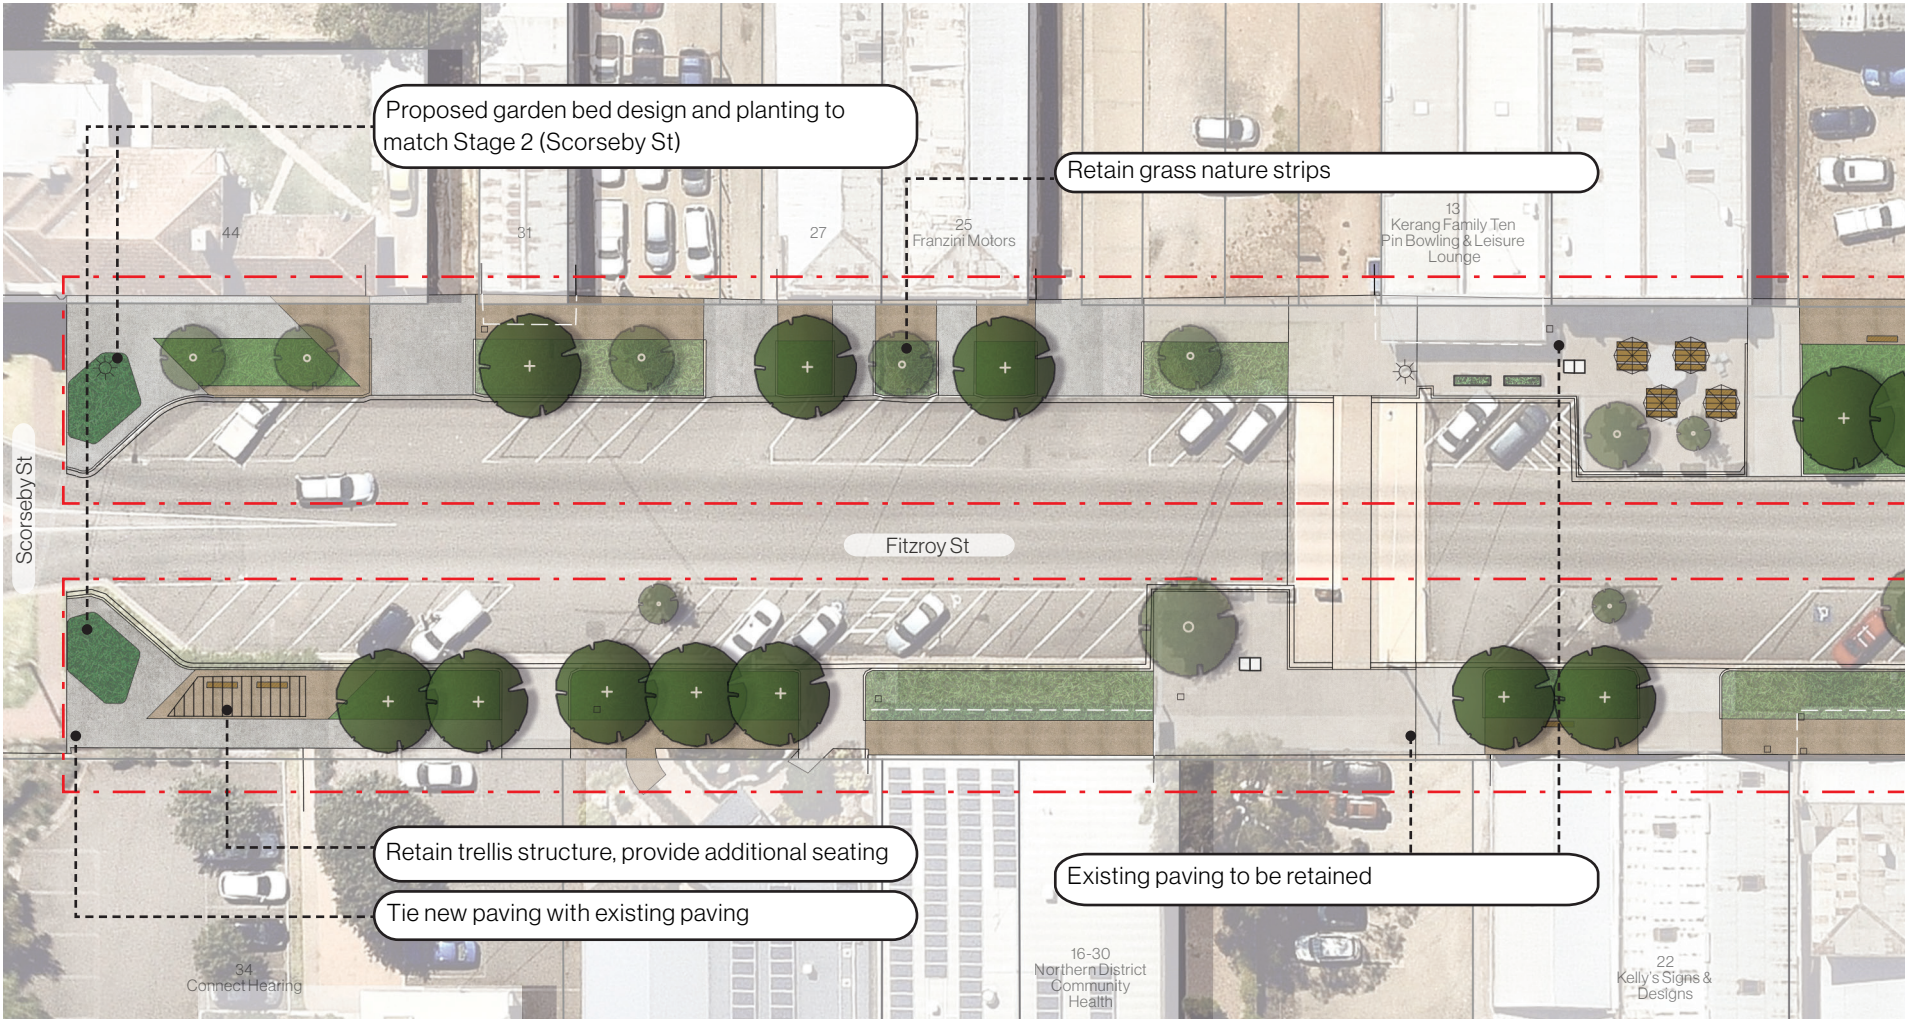 Proposed garden bed design and planting to
match Stage 2 (Scorseby St)
Retain grass nature strips
44
31
27
25
Franzini Motors
13
Kerang Family Ten
Pin Bowling & Leisure
Lounge
Scorseby St
Fitzroy St
P
Retain trellis structure, provide additional seating
Tie new paving with existing paving
Existing paving to be retained
34
Connect Hearing
16-30
Northern District
Community
Health
22
Kelly's Signs &
Designs